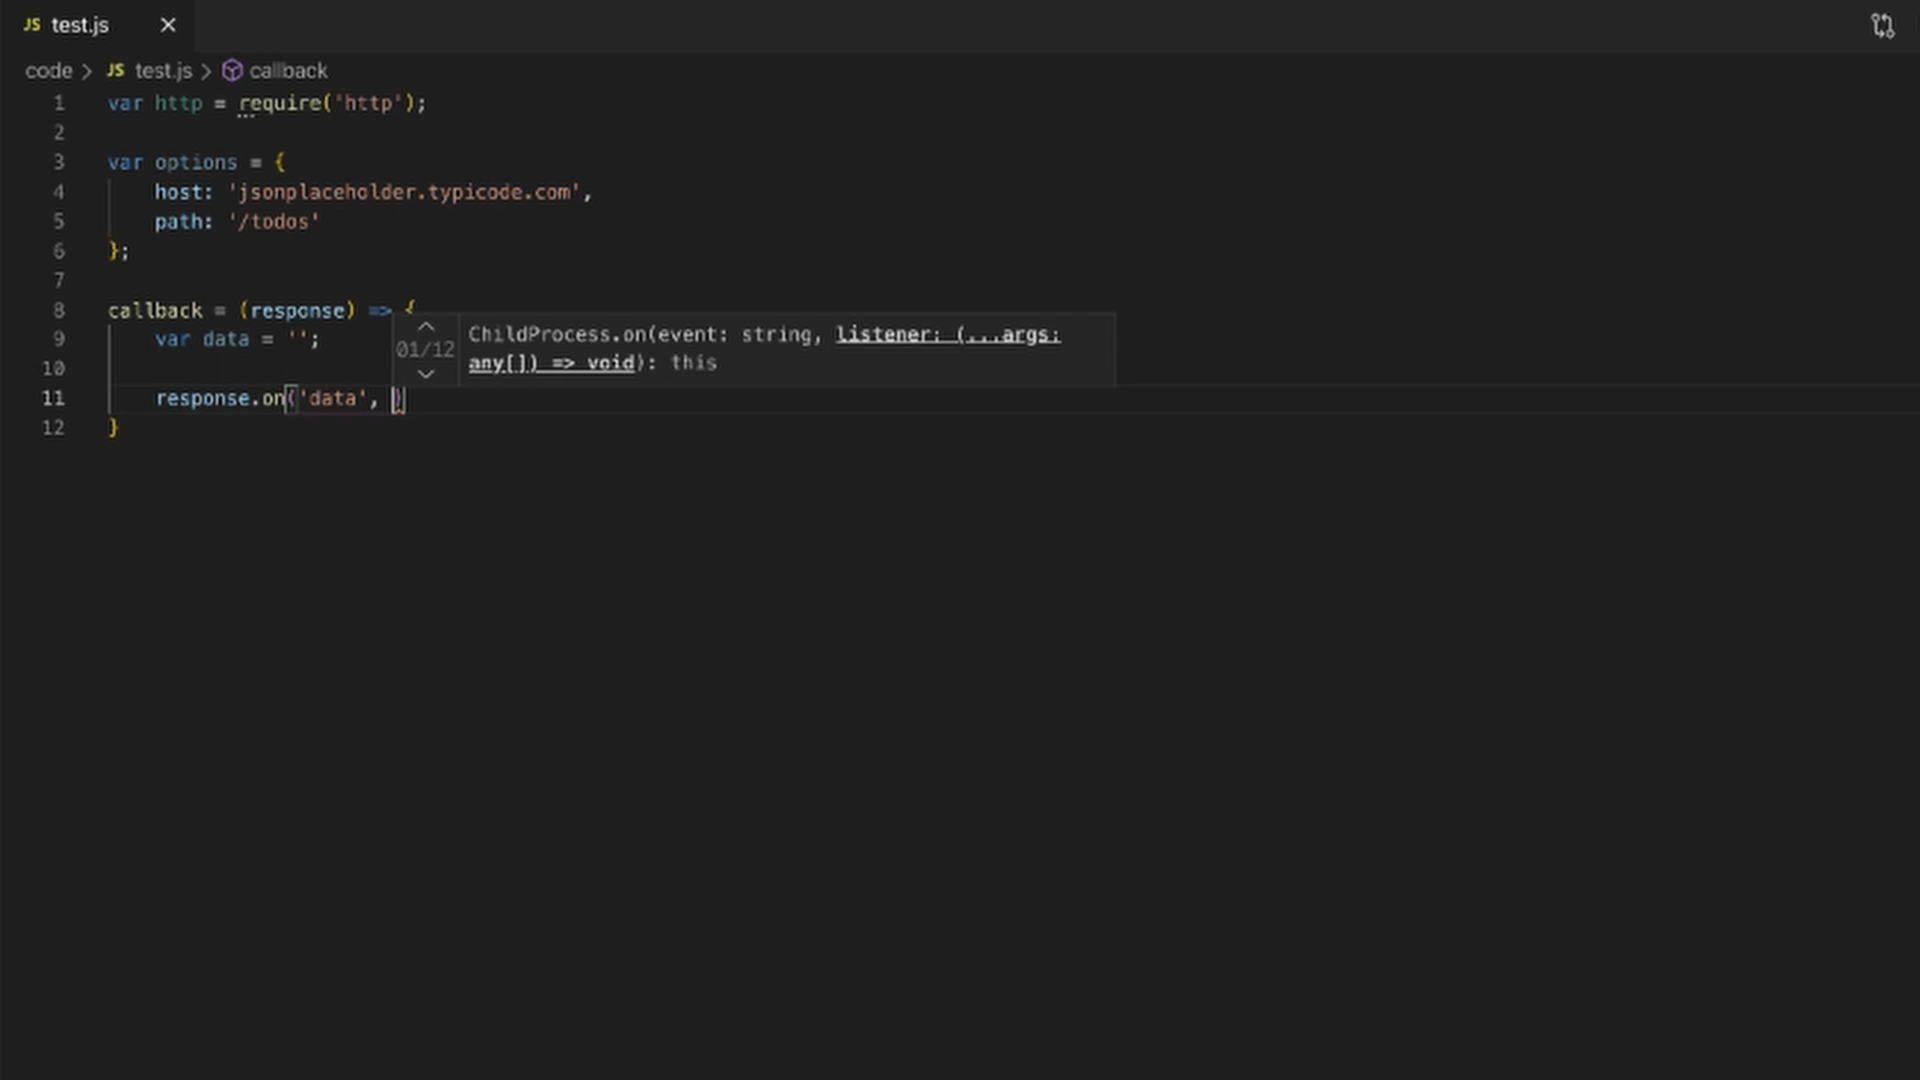 JS test.js
code > JS test.js > callback
1 var http = require('http');
2
3 var options = {
4 host: 'jsonplaceholder.typicode.com',
5 path: '/todos'
6 };
7
8 callback = (response) => {
9 var data = '';
01/12 ChildProcess.on(event: string, listener: (...args:
any[]) => void): this
10
11 response.on('data', )
12 }